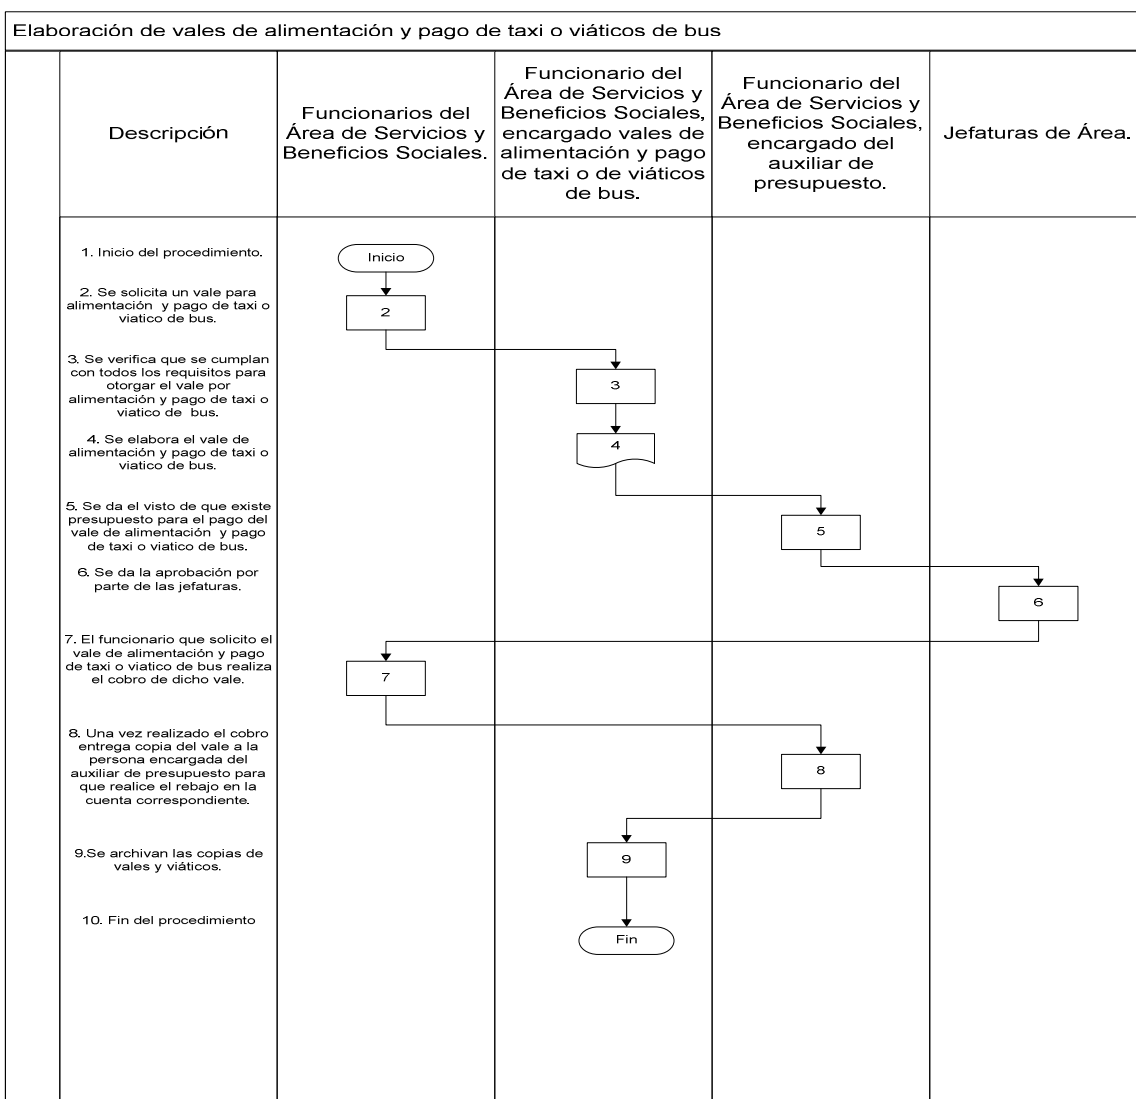 Elaboración de vales de alimentación y pago de taxi o viáticos de bus
Descripción
Funcionarios del
Área de Servicios y
Beneficios Sociales.
Funcionario del
Área de Servicios y
Beneficios Sociales,
encargado vales de
alimentación y pago
de taxi o de viáticos
de bus.
Funcionario del
Área de Servicios y
Beneficios Sociales,
encargado del
auxiliar de
presupuesto.
Jefaturas de Área.
1. Inicio del procedimiento.
Inicio
2. Se solicita un vale para
alimentación y pago de taxi o
viatico de bus.
2
3. Se verifica que se cumplan
con todos los requisitos para
otorgar el vale por
alimentación y pago de taxi o
viatico de bus.
3
4. Se elabora el vale de
alimentación y pago de taxi o
viatico de bus.
4
5. Se da el visto de que existe
presupuesto para el pago del
vale de alimentación y pago
de taxi o viatico de bus.
5
6. Se da la aprobación por
parte de las jefaturas.
6
7. El funcionario que solicito el
vale de alimentación y pago
de taxi o viatico de bus realiza
el cobro de dicho vale.
7
8. Una vez realizado el cobro
entrega copia del vale a la
persona encargada del
auxiliar de presupuesto para
que realice el rebajo en la
cuenta correspondiente.
8
9.Se archivan las copias de
vales y viáticos.
9
10. Fin del procedimiento
Fin